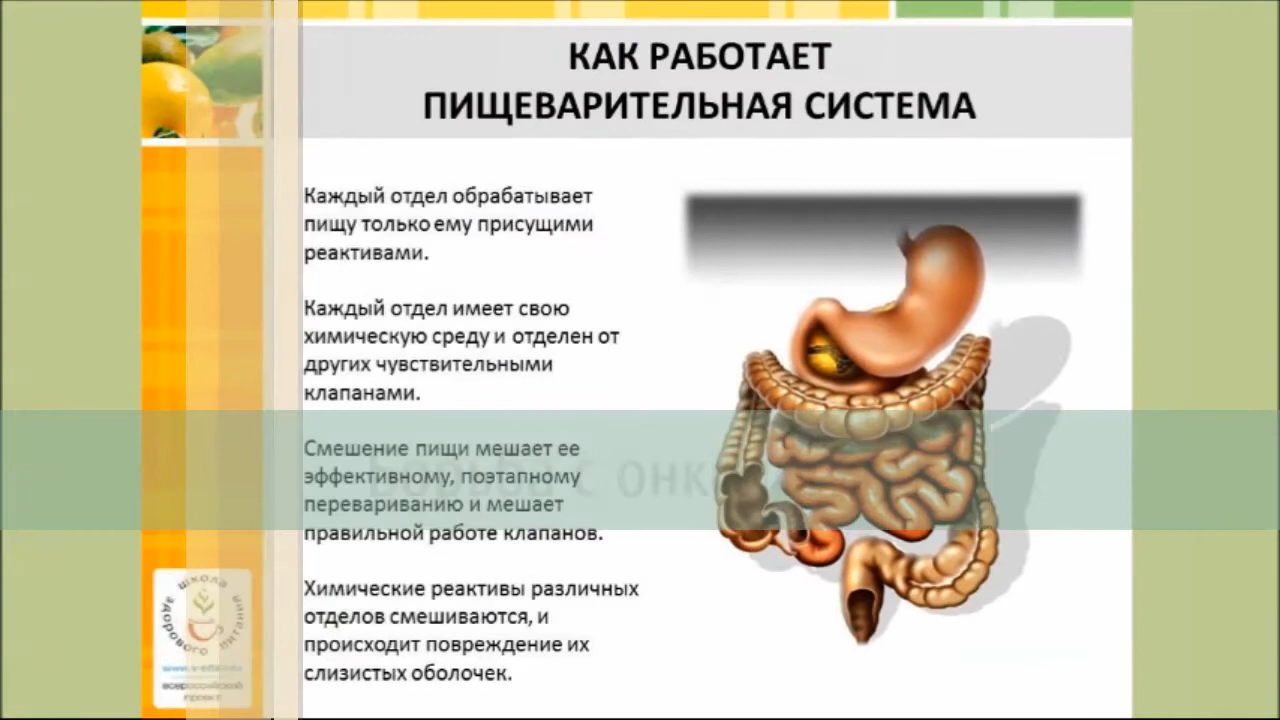 КАК РАБОТАЕТ
ПИЩЕВАРИТЕЛЬНАЯ СИСТЕМА
Каждый отдел обрабатывает
пищу только ему присущими
реактивами.
Каждый отдел имеет свою
химическую среду и отделен от
других чувствительными
клапанами.
Смешение пищи мешает ее
эффективному, поэтапному
перевариванию и мешает
правильной работе клапанов.
Химические реактивы различных
отделов смешиваются, и
происходит повреждение их
слизистых оболочек.
школа
здорового питания
всероссийский
проект